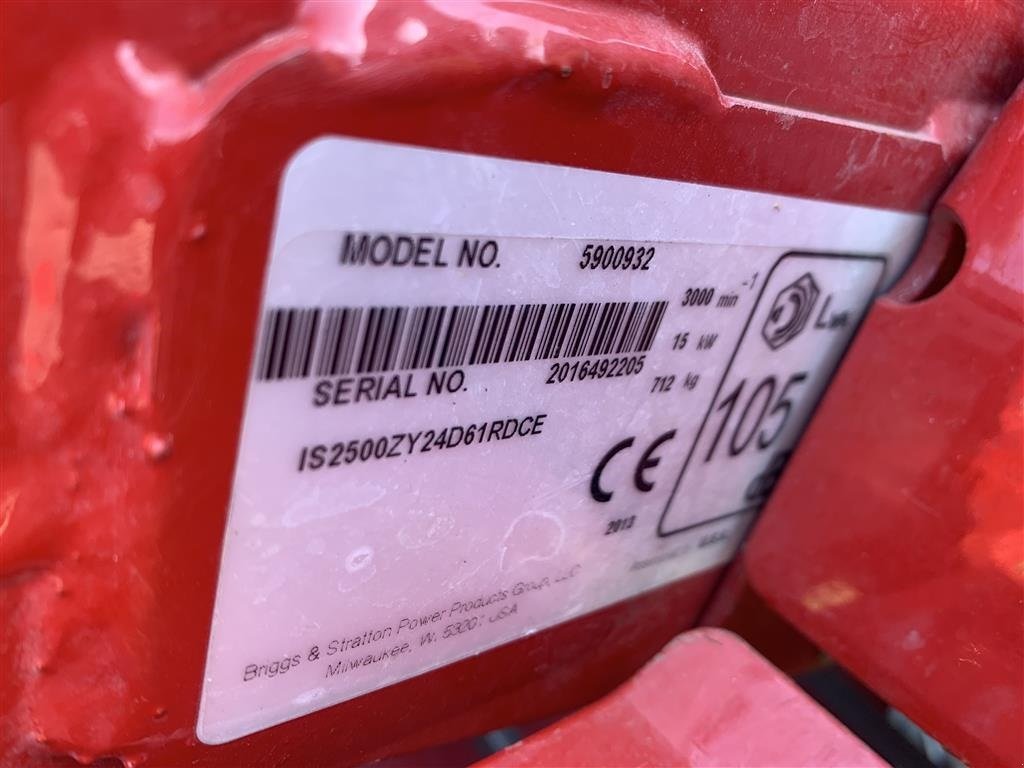 MODEL NO. 5900932
3000 min-1
15 kW
SERIAL NO. 2016492205
712 kg
IS2500ZY24D61RDCE
CE
2013
105
Briggs & Stratton Power Products Group, LLC
Milwaukee, W. 53201 USA